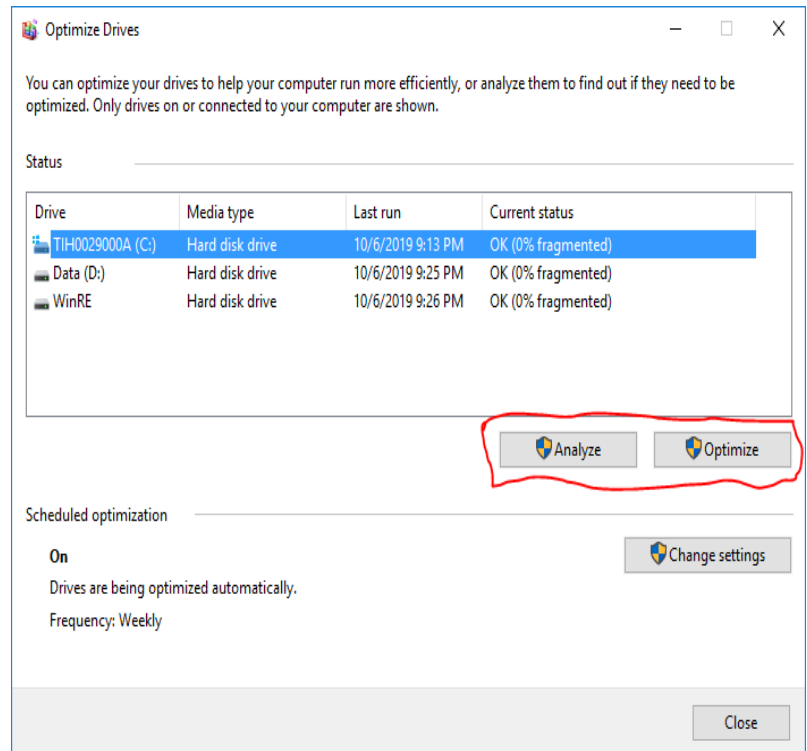 Optimize Drives
You can optimize your drives to help your computer run more efficiently, or analyze them to find out if they need to be
optimized. Only drives on or connected to your computer are shown.
Status
Drive Media type Last run Current status
TIH0029000A (C:) Hard disk drive 10/6/2019 9:13 PM OK (0% fragmented)
Data (D:) Hard disk drive 10/6/2019 9:25 PM OK (0% fragmented)
WinRE Hard disk drive 10/6/2019 9:26 PM OK (0% fragmented)
Analyze Optimize
Scheduled optimization
On Change settings
Drives are being optimized automatically.
Frequency: Weekly
Close